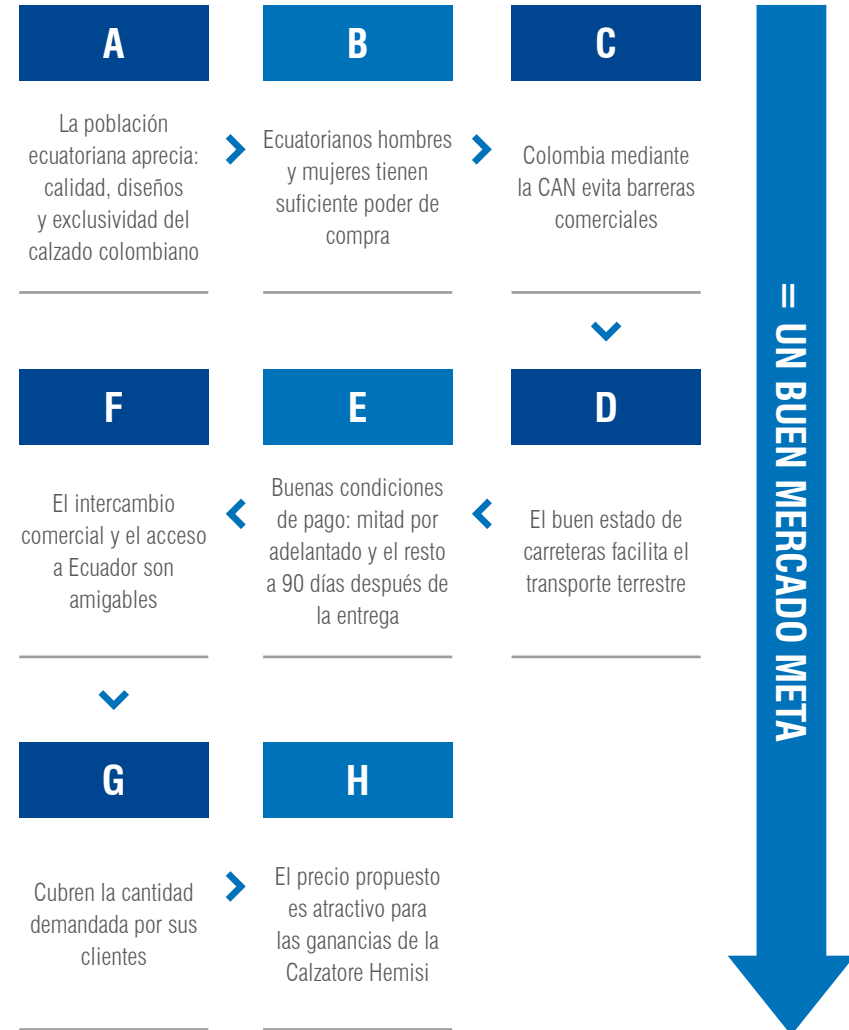 A
La población
ecuatoriana aprecia:
calidad, diseños
y exclusividad del
calzado colombiano
B
Ecuatorianos hombres
y mujeres tienen
suficiente poder de
compra
C
Colombia mediante
la CAN evita barreras
comerciales
D
El buen estado de
carreteras facilita el
transporte terrestre
E
Buenas condiciones
de pago: mitad por
adelantado y el resto
a 90 días después de
la entrega
F
El intercambio
comercial y el acceso
a Ecuador son
amigables
G
Cubren la cantidad
demandada por sus
clientes
H
El precio propuesto
es atractivo para
las ganancias de la
Calzatore Hemisi
= UN BUEN MERCADO META